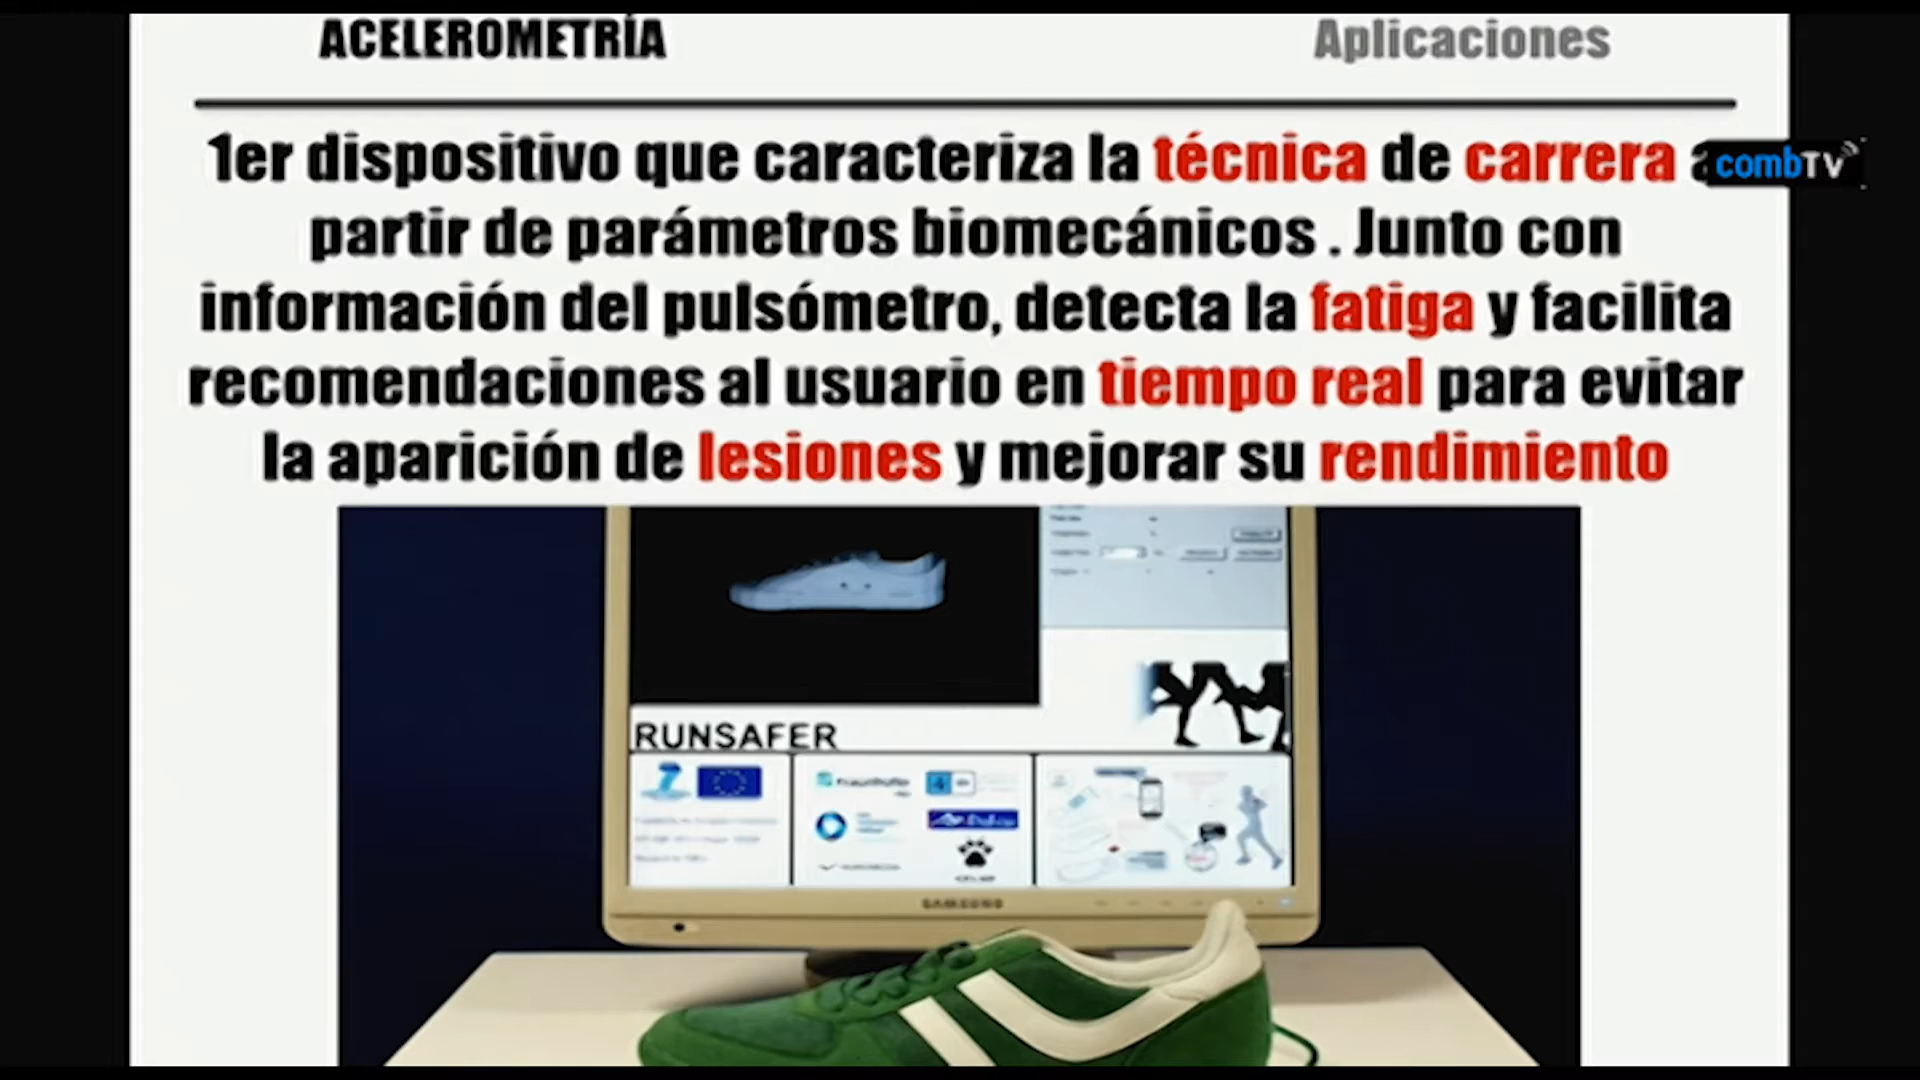 ACELEROMETRÍA
Aplicaciones
1er dispositivo que caracteriza la técnica de carrera a
combTV
partir de parámetros biomecánicos . Junto con
información del pulsómetro, detecta la fatiga y facilita
recomendaciones al usuario en tiempo real para evitar
la aparición de lesiones y mejorar su rendimiento
RUNSAFER
SAMSUNG